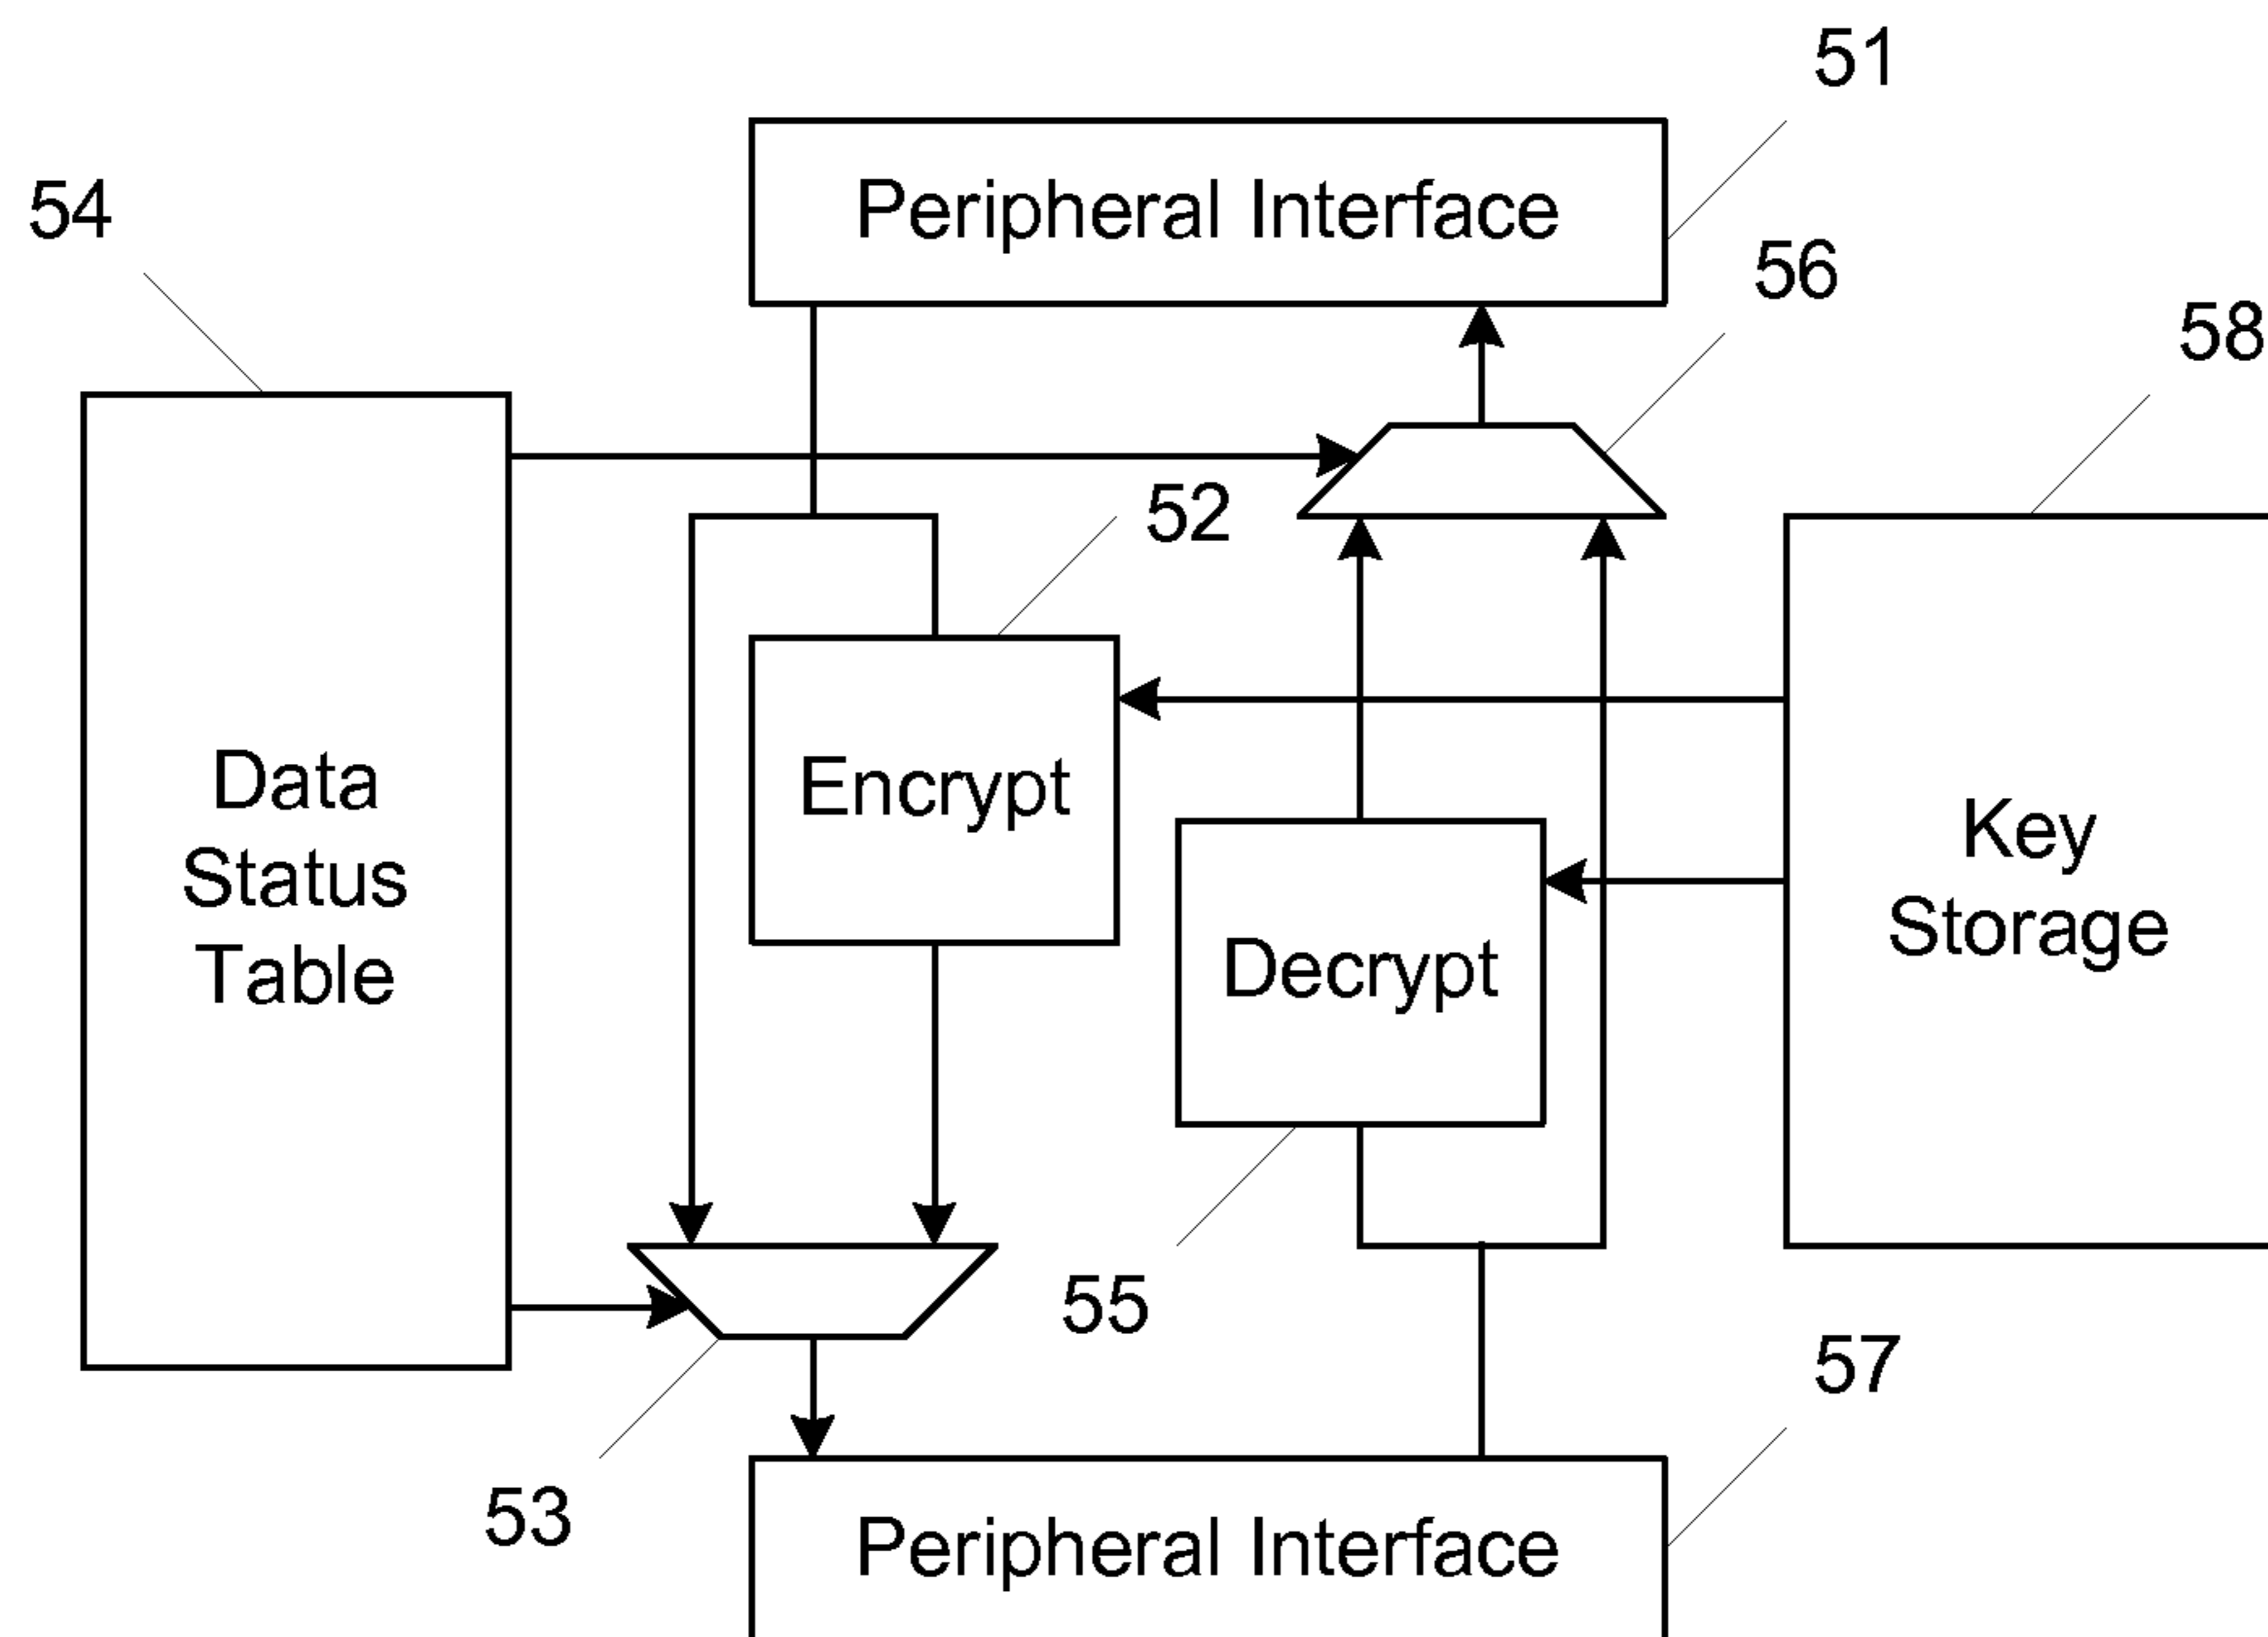 51
Peripheral Interface
54
56
58
52
Encrypt
Data
Status
Table
Key
Storage
Decrypt
55
57
53
Peripheral Interface